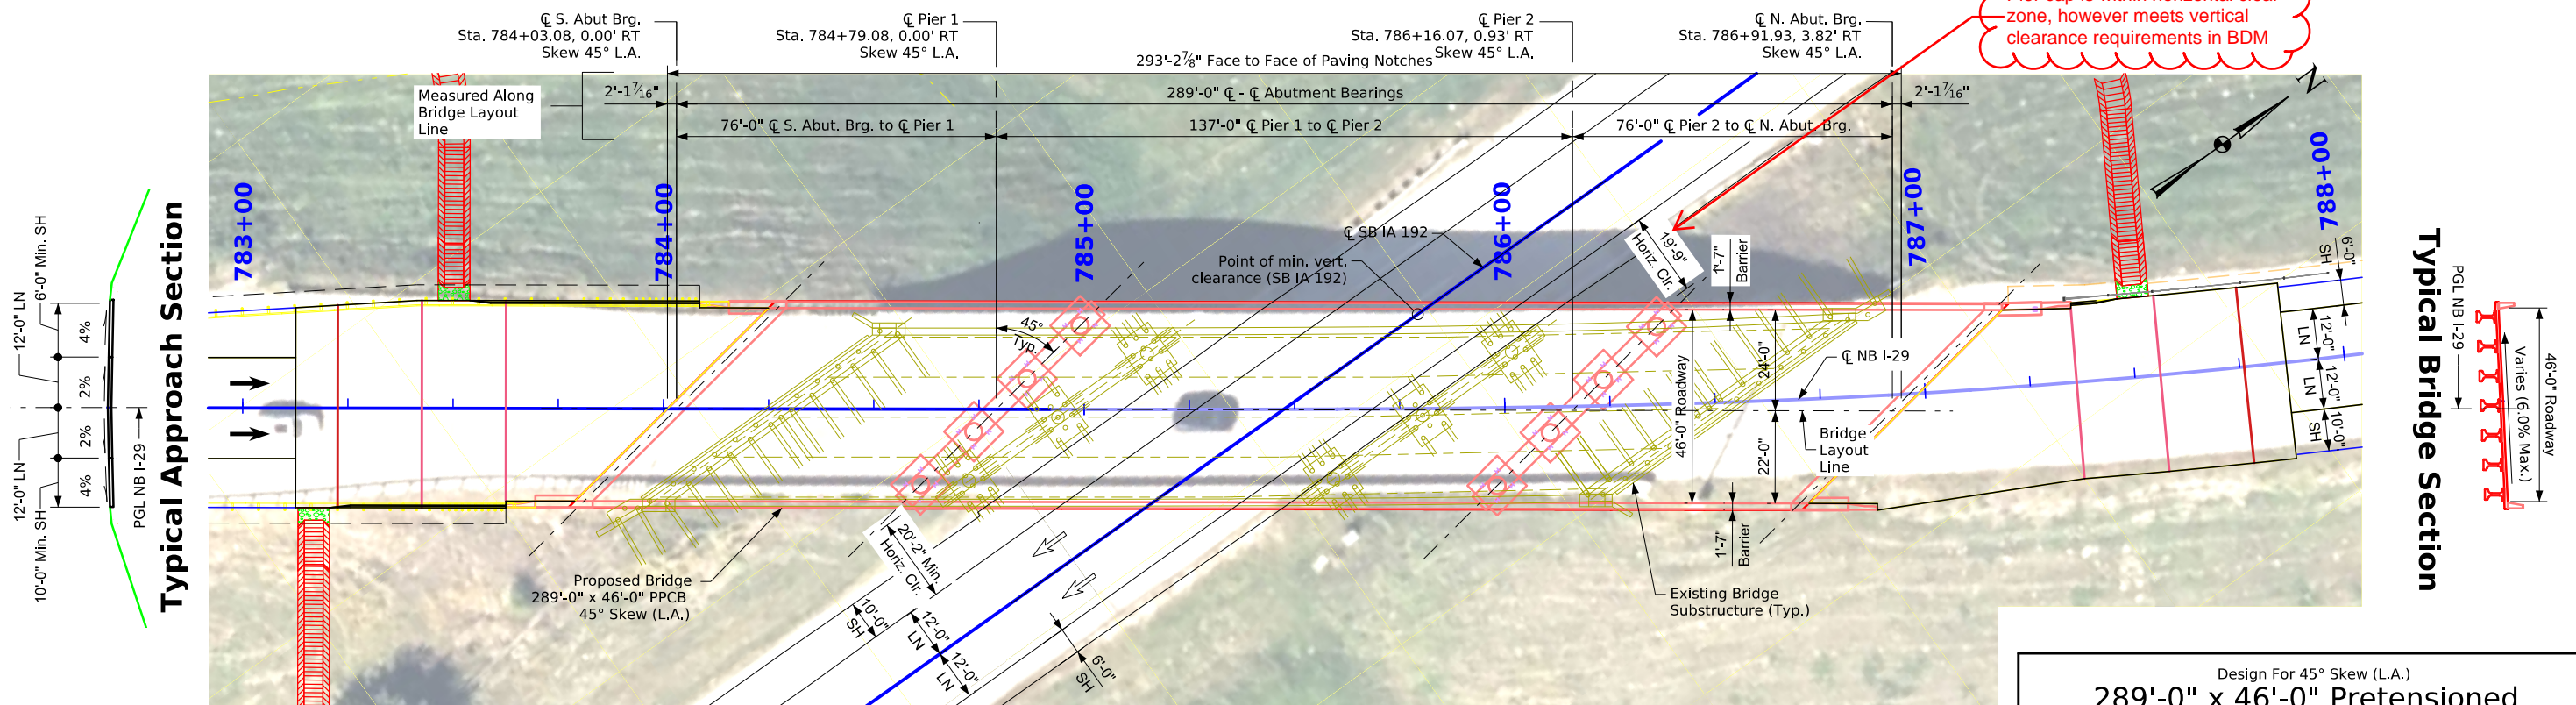 ℄ S. Abut Brg.
Sta. 784+03.08, 0.00' RT
Skew 45° L.A.
℄ Pier 1
Sta. 784+79.08, 0.00' RT
Skew 45° L.A.
℄ Pier 2
Sta. 786+16.07, 0.93' RT
Skew 45° L.A.
℄ N. Abut. Brg.
Sta. 786+91.93, 3.82' RT
Skew 45° L.A.
zone, however meets vertical
clearance requirements in BDM
293'-2⅞" Face to Face of Paving Notches
Measured Along
Bridge Layout
Line
2'-1⁷⁄₁₆"
289'-0" ℄ - ℄ Abutment Bearings
2'-1⁷⁄₁₆"
76'-0" ℄ S. Abut. Brg. to ℄ Pier 1
137'-0" ℄ Pier 1 to ℄ Pier 2
76'-0" ℄ Pier 2 to ℄ N. Abut. Brg.
N
783+00
784+00
785+00
786+00
787+00
788+00
℄ SB IA 192
Point of min. vert.
clearance (SB IA 192)
19'-9"
Horiz. Clr.
1'-7"
Barrier
45°
Typ.
46'-0" Roadway
24'-0"
22'-0"
℄ NB I-29
Bridge
Layout
Line
1'-7"
Barrier
6'-0"
SH
12'-0"
LN
12'-0"
LN
10'-0"
SH
20'-2" Min.
Horiz. Clr.
10'-0"
SH
12'-0"
LN
12'-0"
LN
6'-0"
SH
Proposed Bridge
289'-0" x 46'-0" PPCB
45° Skew (L.A.)
Existing Bridge
Substructure (Typ.)
Typical Approach Section
6'-0" Min. SH
12'-0" LN
12'-0" LN
10'-0" Min. SH
4%
2%
2%
4%
PGL NB I-29
Typical Bridge Section
PGL NB I-29
Varies (6.0% Max.)
46'-0" Roadway
Design For 45° Skew (L.A.)
289'-0" x 46'-0" Pretensioned